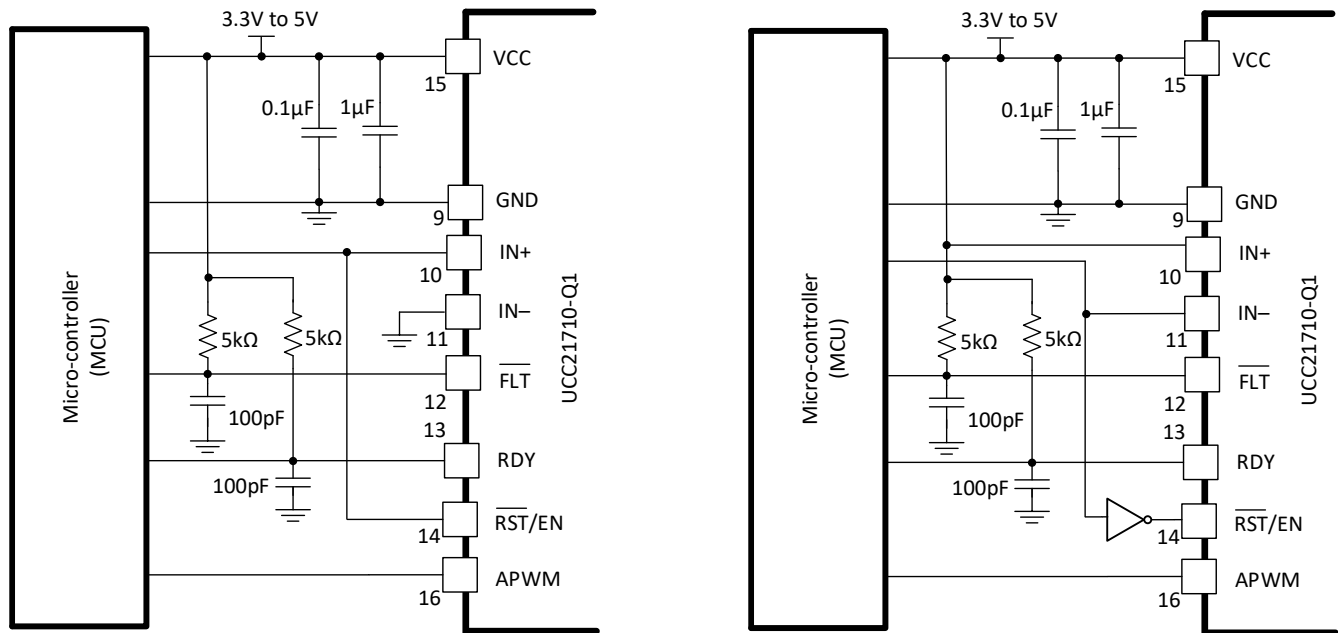 3.3V to 5V
VCC
15
0.1µF
1µF
GND
9
IN+
10
IN–
11
5kΩ
5kΩ
FLT
12
100pF
13
RDY
100pF
RST/EN
14
APWM
16
Micro-controller
(MCU)
UCC21710-Q1
3.3V to 5V
VCC
15
0.1µF
1µF
GND
9
IN+
10
IN–
11
5kΩ
5kΩ
FLT
12
100pF
13
RDY
100pF
RST/EN
14
APWM
16
Micro-controller
(MCU)
UCC21710-Q1